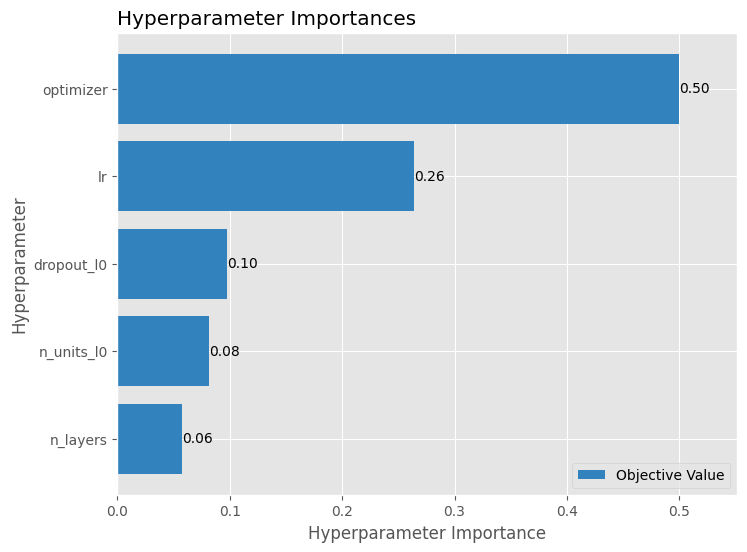 Hyperparameter Importances
optimizer
0.50
lr
0.26
dropout_l0
0.10
n_units_l0
0.08
n_layers
0.06
Hyperparameter
Objective Value
0.0 0.1 0.2 0.3 0.4 0.5
Hyperparameter Importance